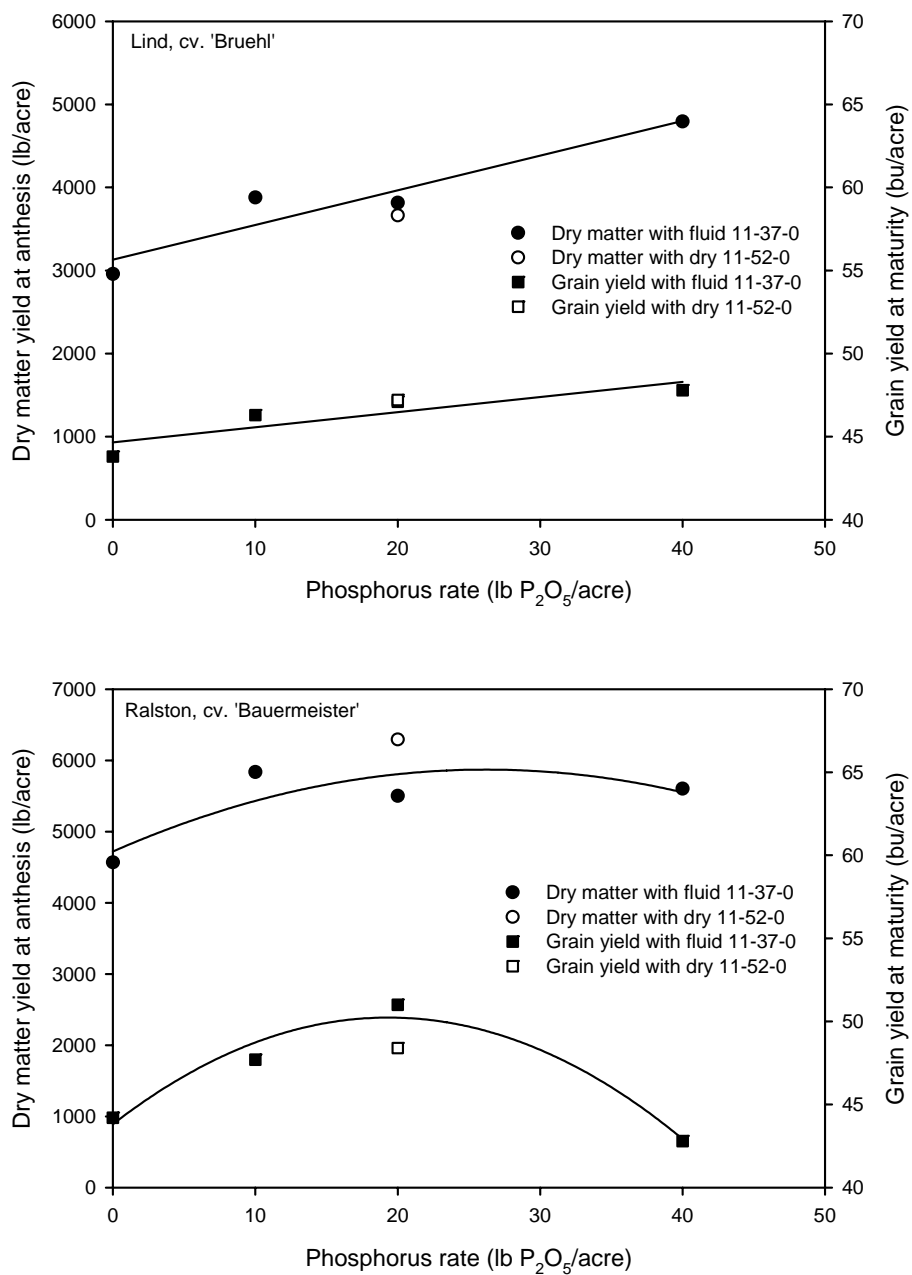 Lind, cv. 'Bruehl'
6000
5000
4000
3000
2000
1000
0
Dry matter yield at anthesis (lb/acre)
70
65
60
55
50
45
40
Grain yield at maturity (bu/acre)
Dry matter with fluid 11-37-0
Dry matter with dry 11-52-0
Grain yield with fluid 11-37-0
Grain yield with dry 11-52-0
0 10 20 30 40 50
Phosphorus rate (lb P₂O₅/acre)
Ralston, cv. 'Bauermeister'
7000
6000
5000
4000
3000
2000
1000
0
Dry matter yield at anthesis (lb/acre)
70
65
60
55
50
45
40
Grain yield at maturity (bu/acre)
Dry matter with fluid 11-37-0
Dry matter with dry 11-52-0
Grain yield with fluid 11-37-0
Grain yield with dry 11-52-0
0 10 20 30 40 50
Phosphorus rate (lb P₂O₅/acre)